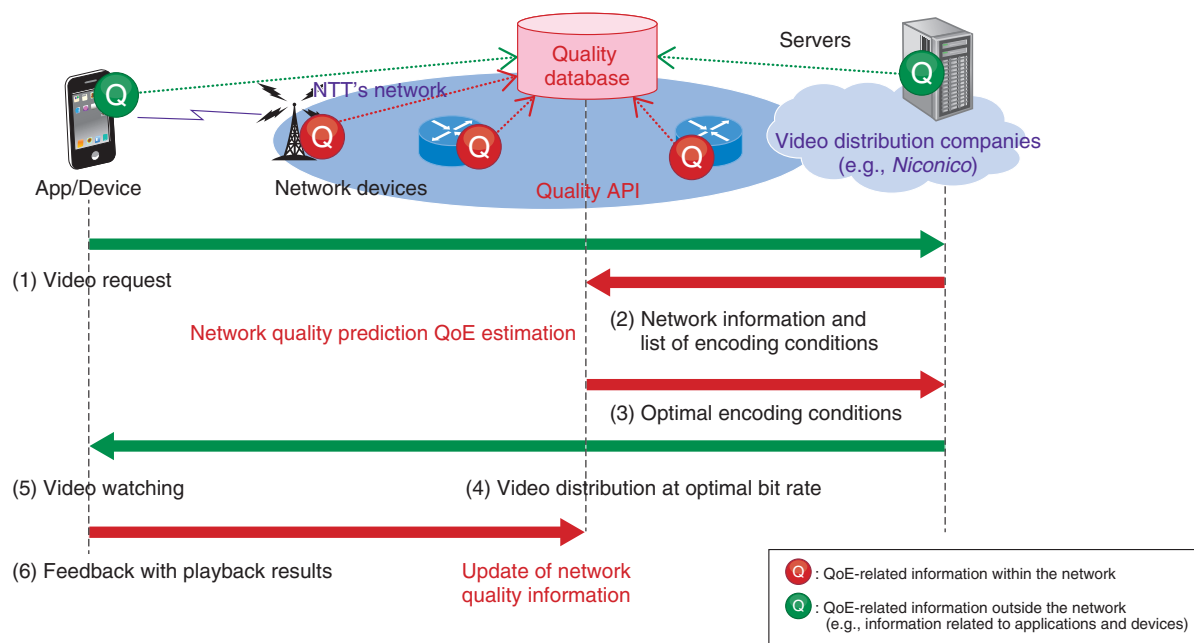 Servers
Quality
database
Q
Q
NTT's network
Q
Q
Q
Video distribution companies
(e.g., Niconico)
App/Device
Network devices
Quality API
(1) Video request
Network quality prediction QoE estimation
(2) Network information and
list of encoding conditions
(3) Optimal encoding conditions
(5) Video watching
(4) Video distribution at optimal bit rate
(6) Feedback with playback results
Update of network
quality information
Q : QoE-related information within the network
Q : QoE-related information outside the network
(e.g., information related to applications and devices)